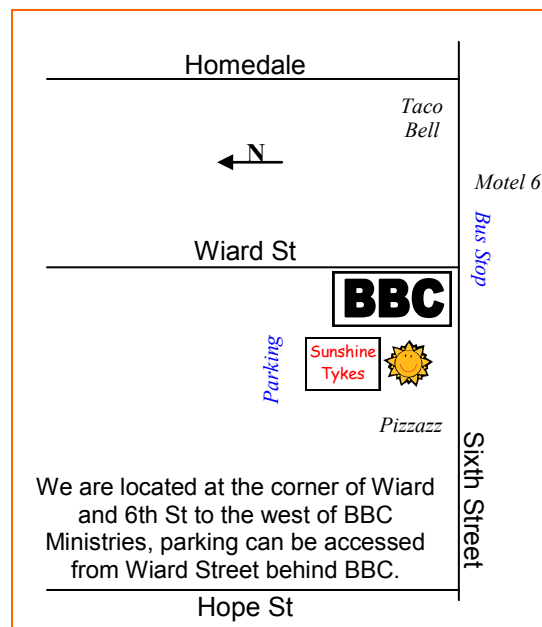 Homedale
Taco
Bell
N
Motel 6
Bus Stop
Wiard St
BBC
Parking
Sunshine
Tykes
Pizzazz
Sixth Street
We are located at the corner of Wiard
and 6th St to the west of BBC
Ministries, parking can be accessed
from Wiard Street behind BBC.
Hope St